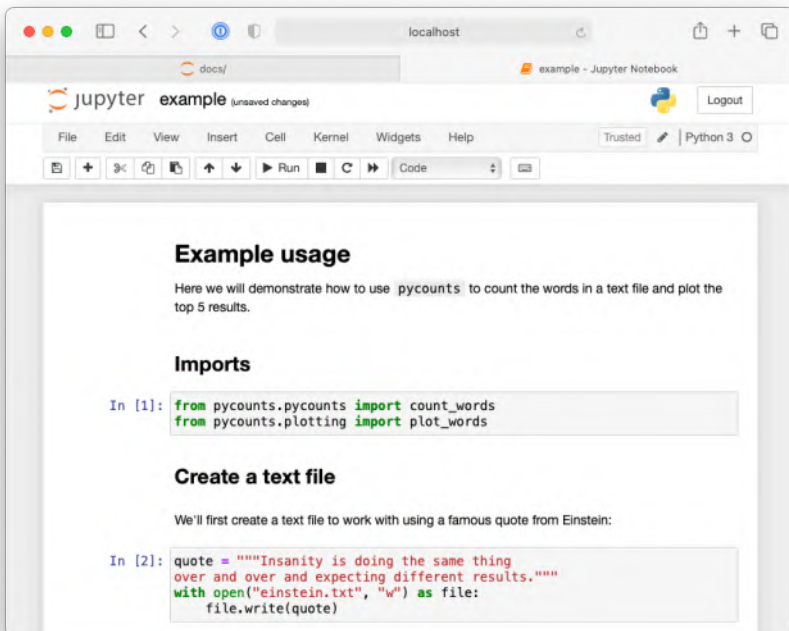 localhost
docs/
example - Jupyter Notebook
jupyter example (unsaved changes)
Logout
File Edit View Insert Cell Kernel Widgets Help
Trusted
Python 3
Run
Code
Example usage
Here we will demonstrate how to use pycounts to count the words in a text file and plot the
top 5 results.
Imports
In [1]: from pycounts.pycounts import count_words
from pycounts.plotting import plot_words
Create a text file
We'll first create a text file to work with using a famous quote from Einstein:
In [2]: quote = """Insanity is doing the same thing
over and over and expecting different results."""
with open("einstein.txt", "w") as file:
    file.write(quote)